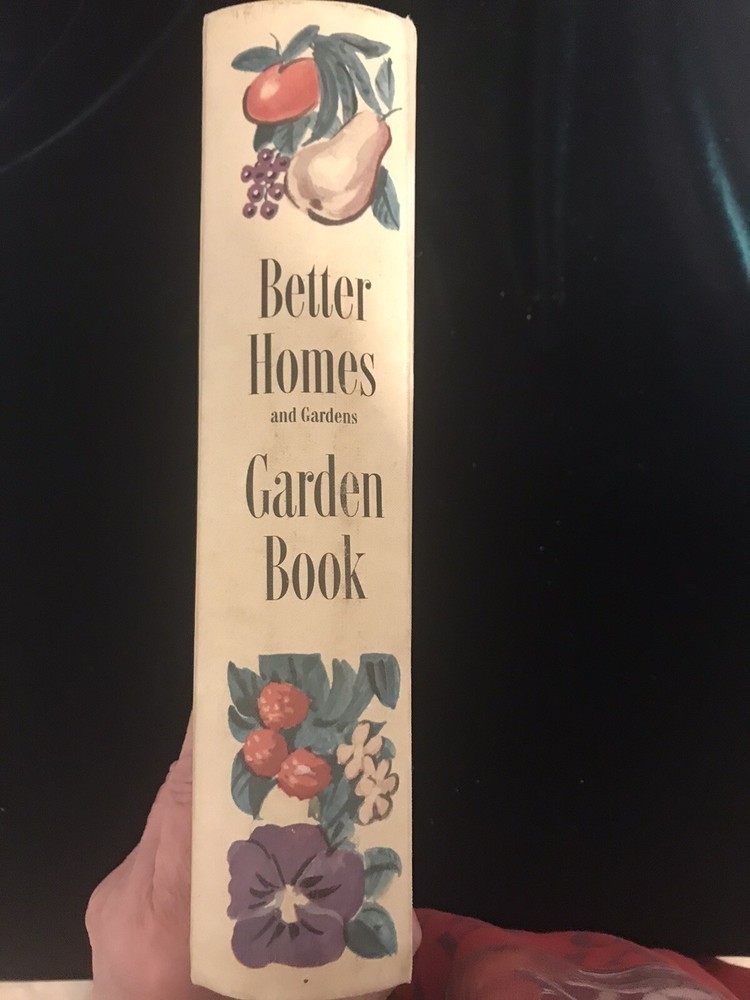 Better
Homes
and Gardens
Garden
Book